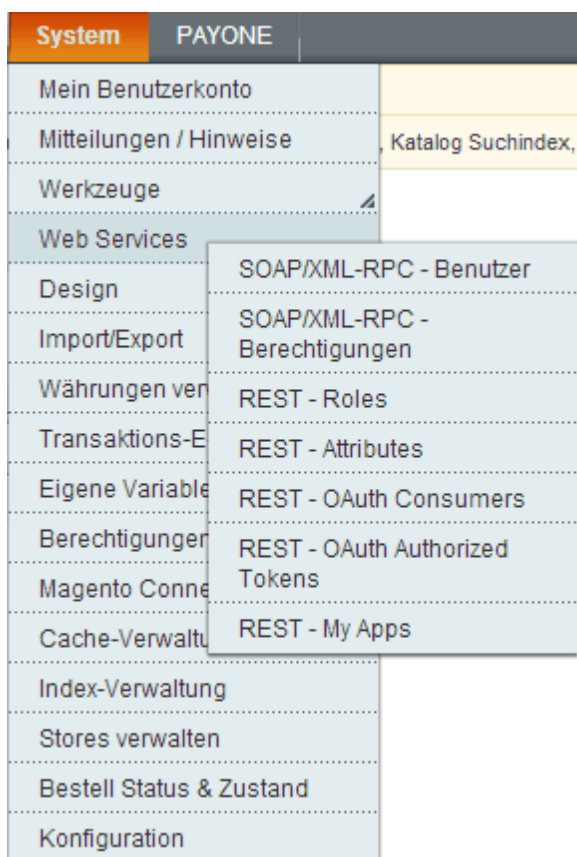 System PAYONE
Mein Benutzerkonto
Mitteilungen / Hinweise
, Katalog Suchindex,
Werkzeuge
Web Services
Design
Import/Export
Währungen
Transaktions-E
Eigene Variable
Berechtigungen
Magento Conne
Cache-Verwaltu
Index-Verwaltung
Stores verwalten
Bestell Status & Zustand
Konfiguration
SOAP/XML-RPC - Benutzer
SOAP/XML-RPC -
Berechtigungen
REST - Roles
REST - Attributes
REST - OAuth Consumers
REST - OAuth Authorized
Tokens
REST - My Apps